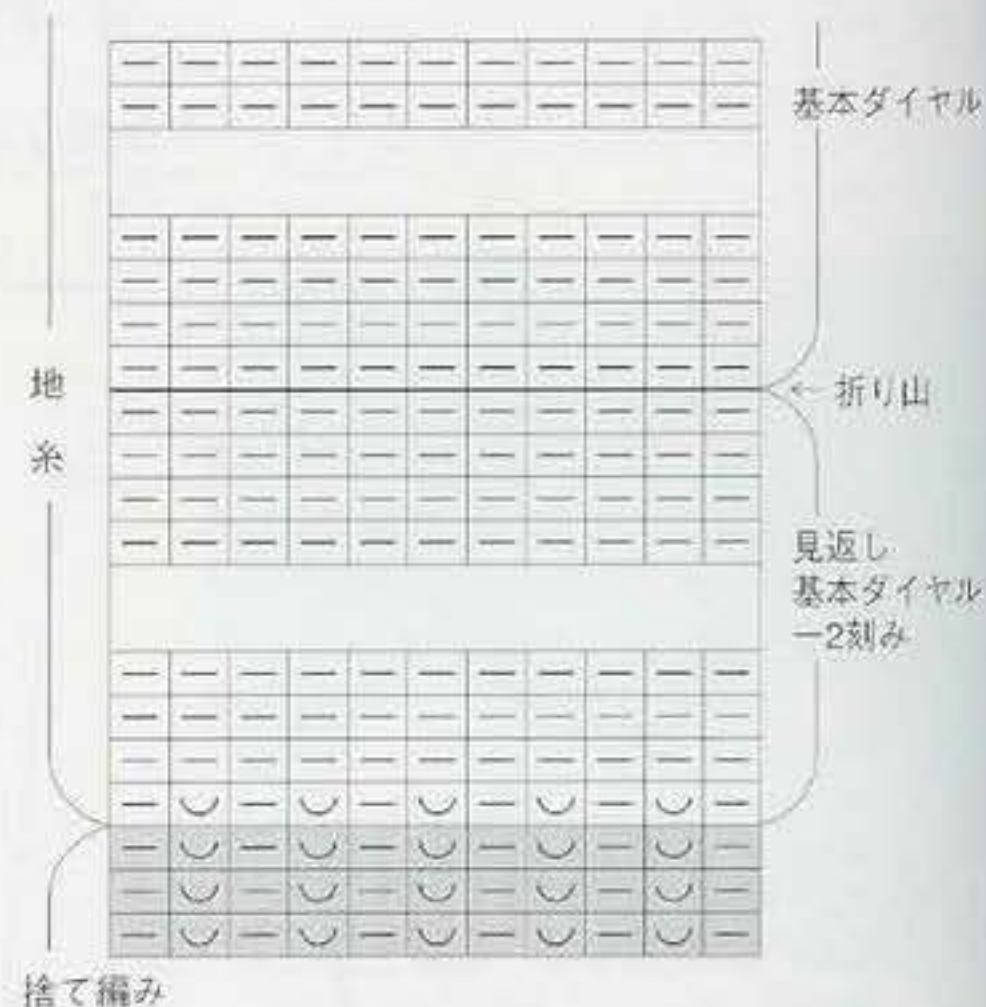 基本ダイヤル
地糸
折り山
見返し
基本ダイヤル
－2刻み
捨て編み